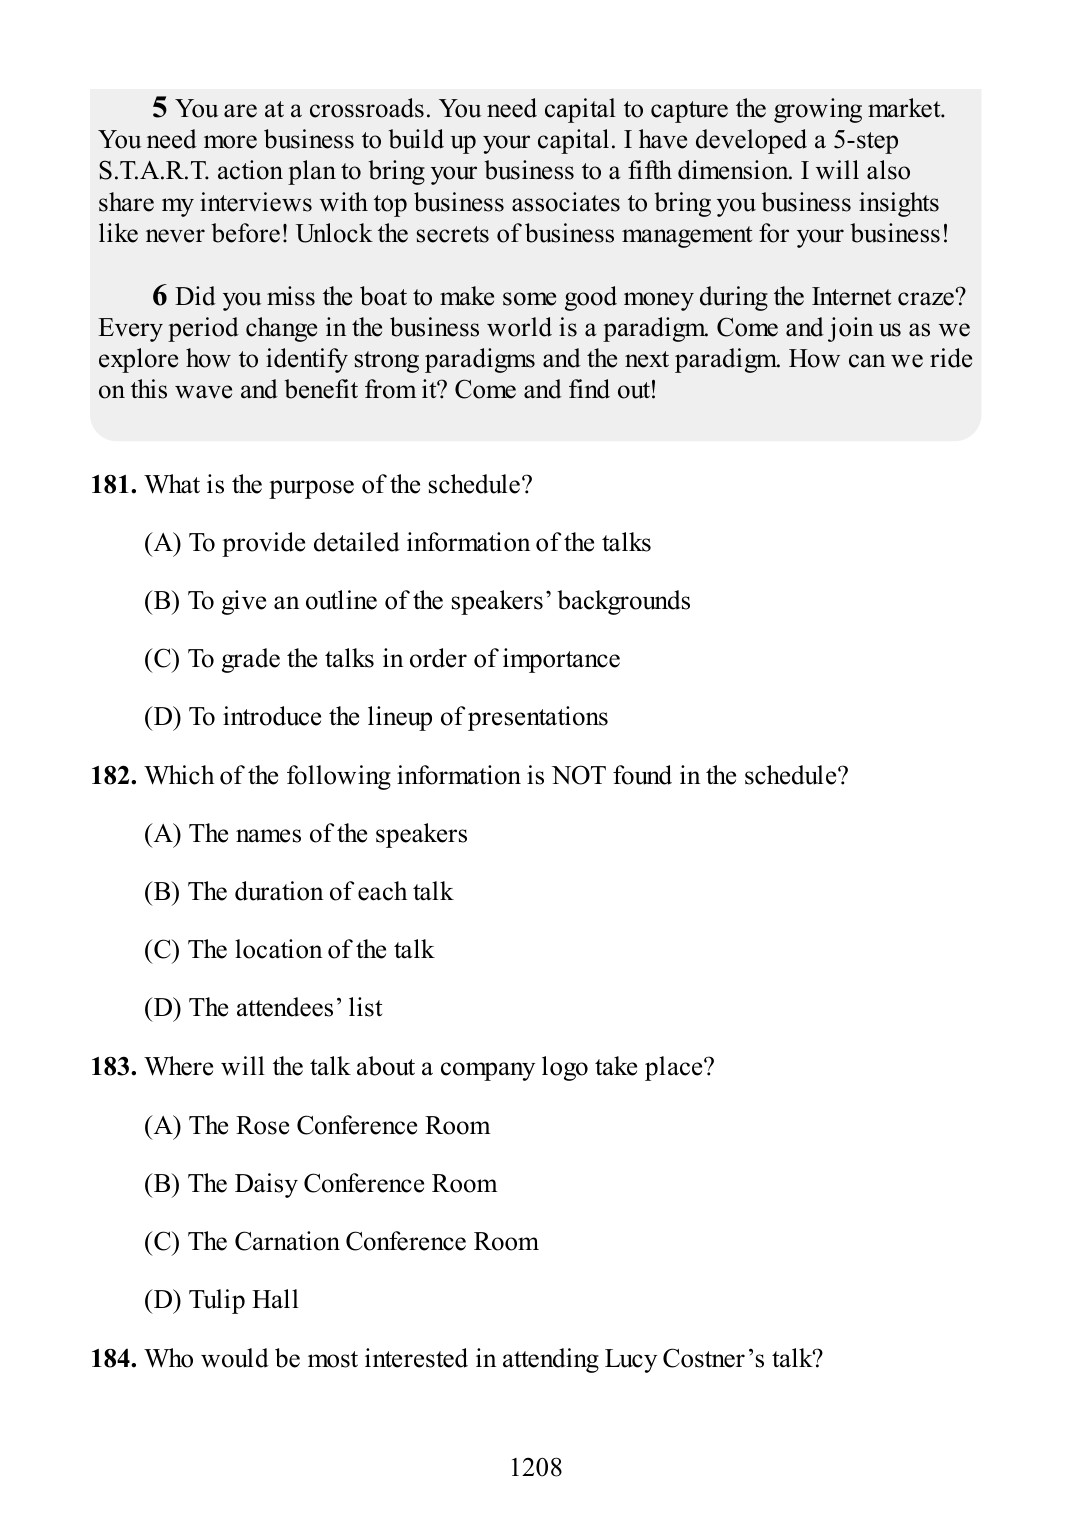 5 You are at a crossroads. You need capital to capture the growing market.
You need more business to build up your capital. I have developed a 5-step
S.T.A.R.T. action plan to bring your business to a fifth dimension. I will also
share my interviews with top business associates to bring you business insights
like never before! Unlock the secrets of business management for your business!
6 Did you miss the boat to make some good money during the Internet craze?
Every period change in the business world is a paradigm. Come and join us as we
explore how to identify strong paradigms and the next paradigm. How can we ride
on this wave and benefit from it? Come and find out!
181. What is the purpose of the schedule?
(A) To provide detailed information of the talks
(B) To give an outline of the speakers’ backgrounds
(C) To grade the talks in order of importance
(D) To introduce the lineup of presentations
182. Which of the following information is NOT found in the schedule?
(A) The names of the speakers
(B) The duration of each talk
(C) The location of the talk
(D) The attendees’ list
183. Where will the talk about a company logo take place?
(A) The Rose Conference Room
(B) The Daisy Conference Room
(C) The Carnation Conference Room
(D) Tulip Hall
184. Who would be most interested in attending Lucy Costner’s talk?
1208